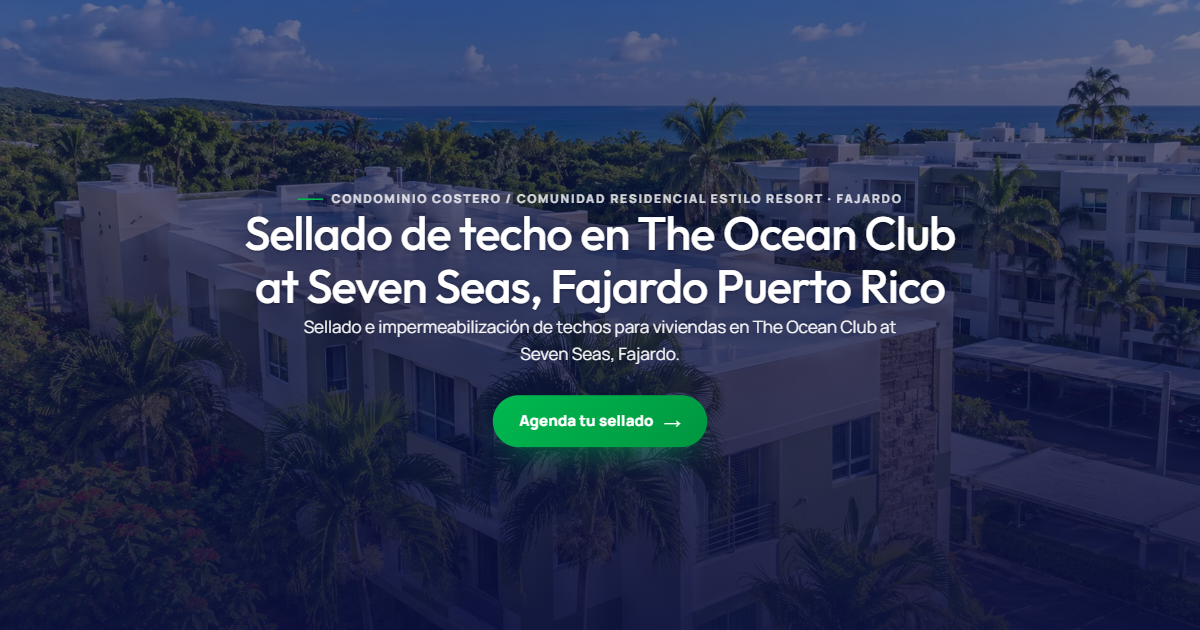 CONDOMINIO COSTERO / COMUNIDAD RESIDENCIAL ESTILO RESORT · FAJARDO
Sellado de techo en The Ocean Club
at Seven Seas, Fajardo Puerto Rico
Sellado e impermeabilización de techos para viviendas en The Ocean Club at
Seven Seas, Fajardo.
Agenda tu sellado →